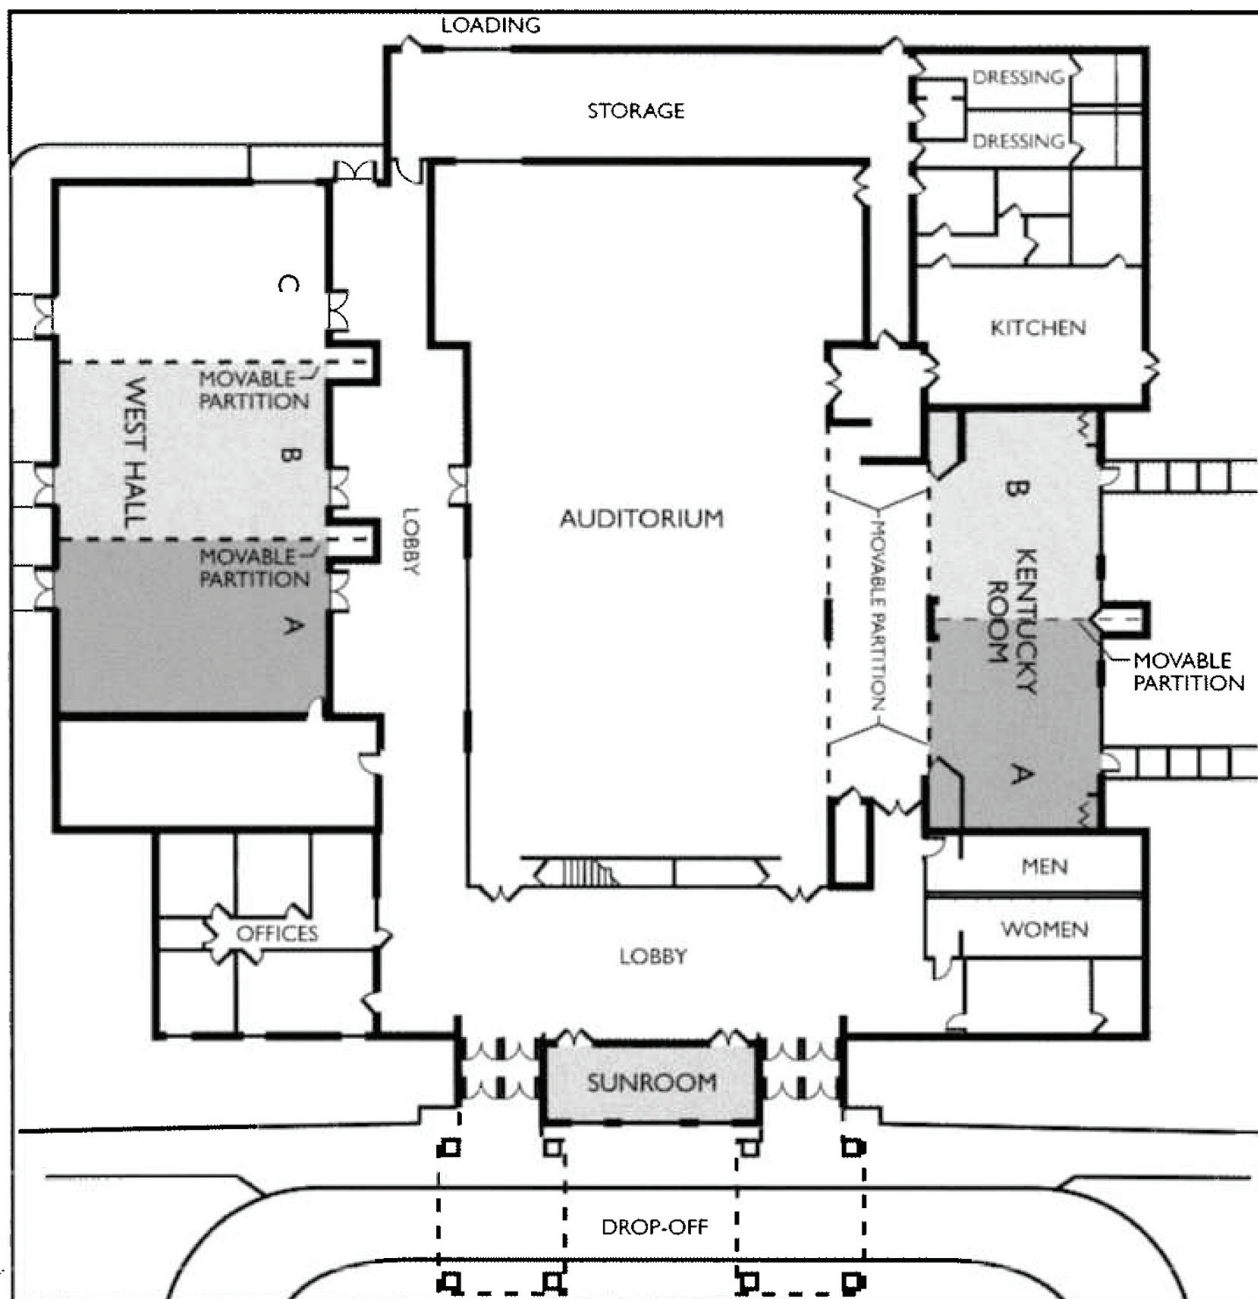 LOADING
STORAGE
DRESSING
DRESSING
C
KITCHEN
MOVABLE
PARTITION
WEST HALL
B
LOBBY
AUDITORIUM
MOVABLE PARTITION
B
KENTUCKY
ROOM
MOVABLE
PARTITION
A
MOVABLE
PARTITION
A
MEN
OFFICES
WOMEN
LOBBY
SUNROOM
DROP-OFF